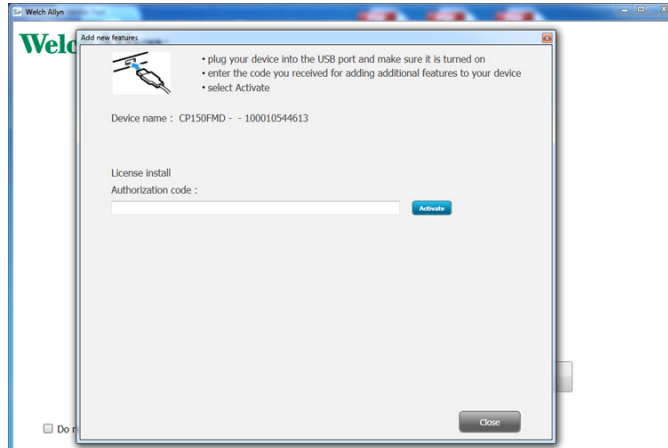 Welch Allyn
Add new features
Welc
• plug your device into the USB port and make sure it is turned on
• enter the code you received for adding additional features to your device
• select Activate
Device name : CP150FMD - - 100010544613
License install
Authorization code :
Activate
Close
Do